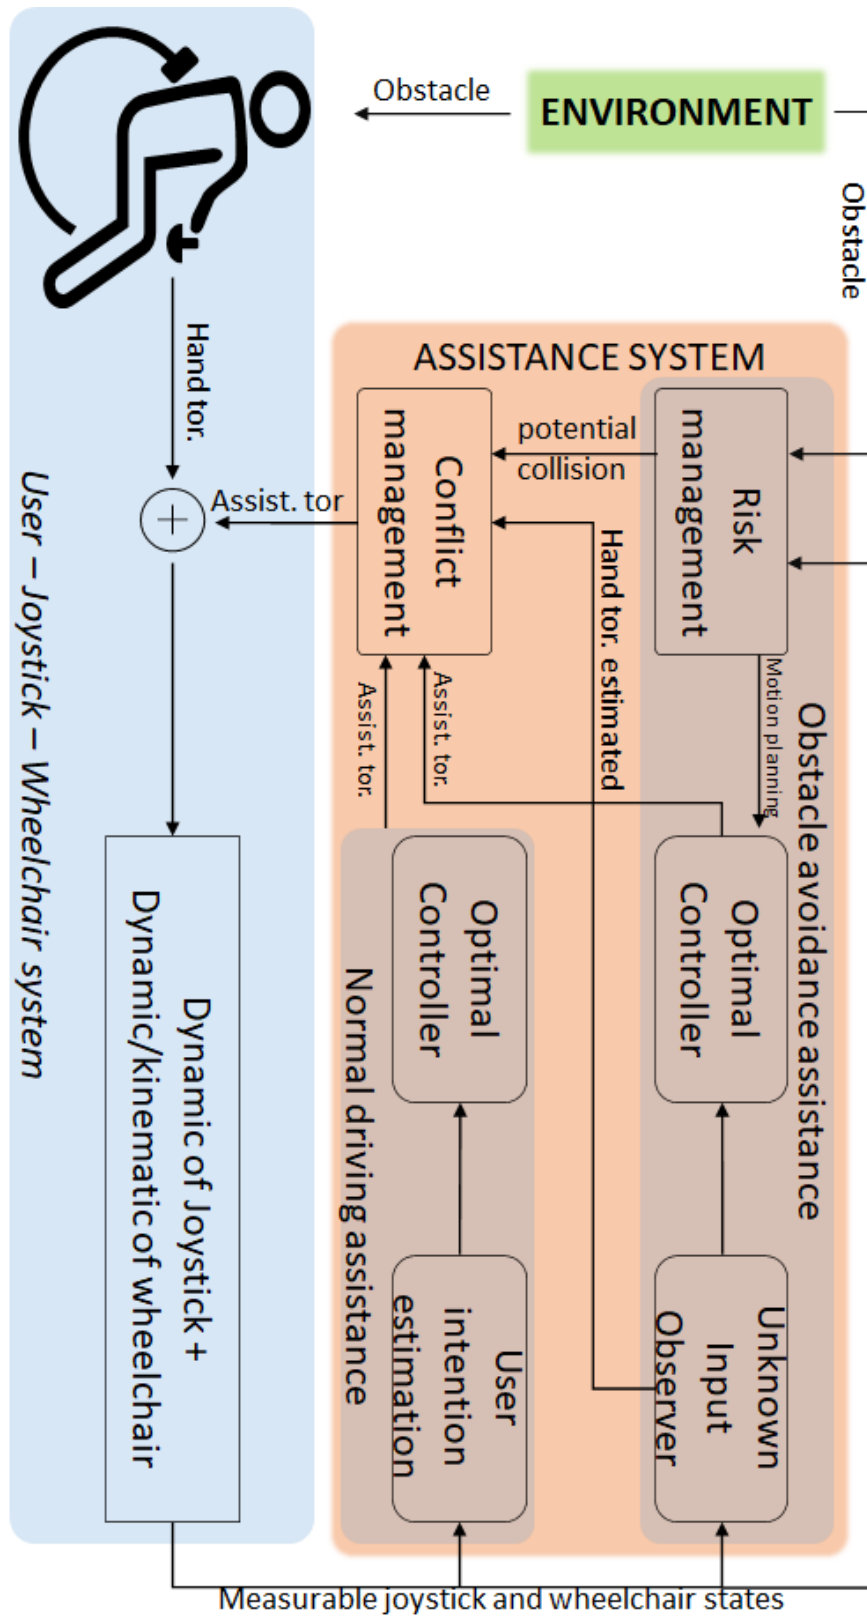 Obstacle
ENVIRONMENT
Obstacle
Hand tor.
ASSISTANCE SYSTEM
Conflict
management
potential
collision
Risk
management
Assist. tor
Hand tor. estimated
Assist. tor.
Assist. tor.
Motion planning
User – Joystick – Wheelchair system
Dynamic of Joystick +
Dynamic/kinematic of wheelchair
Optimal
Controller
Normal driving assistance
User
intention
estimation
Optimal
Controller
Obstacle avoidance assistance
Unknown
Input
Observer
Measurable joystick and wheelchair states